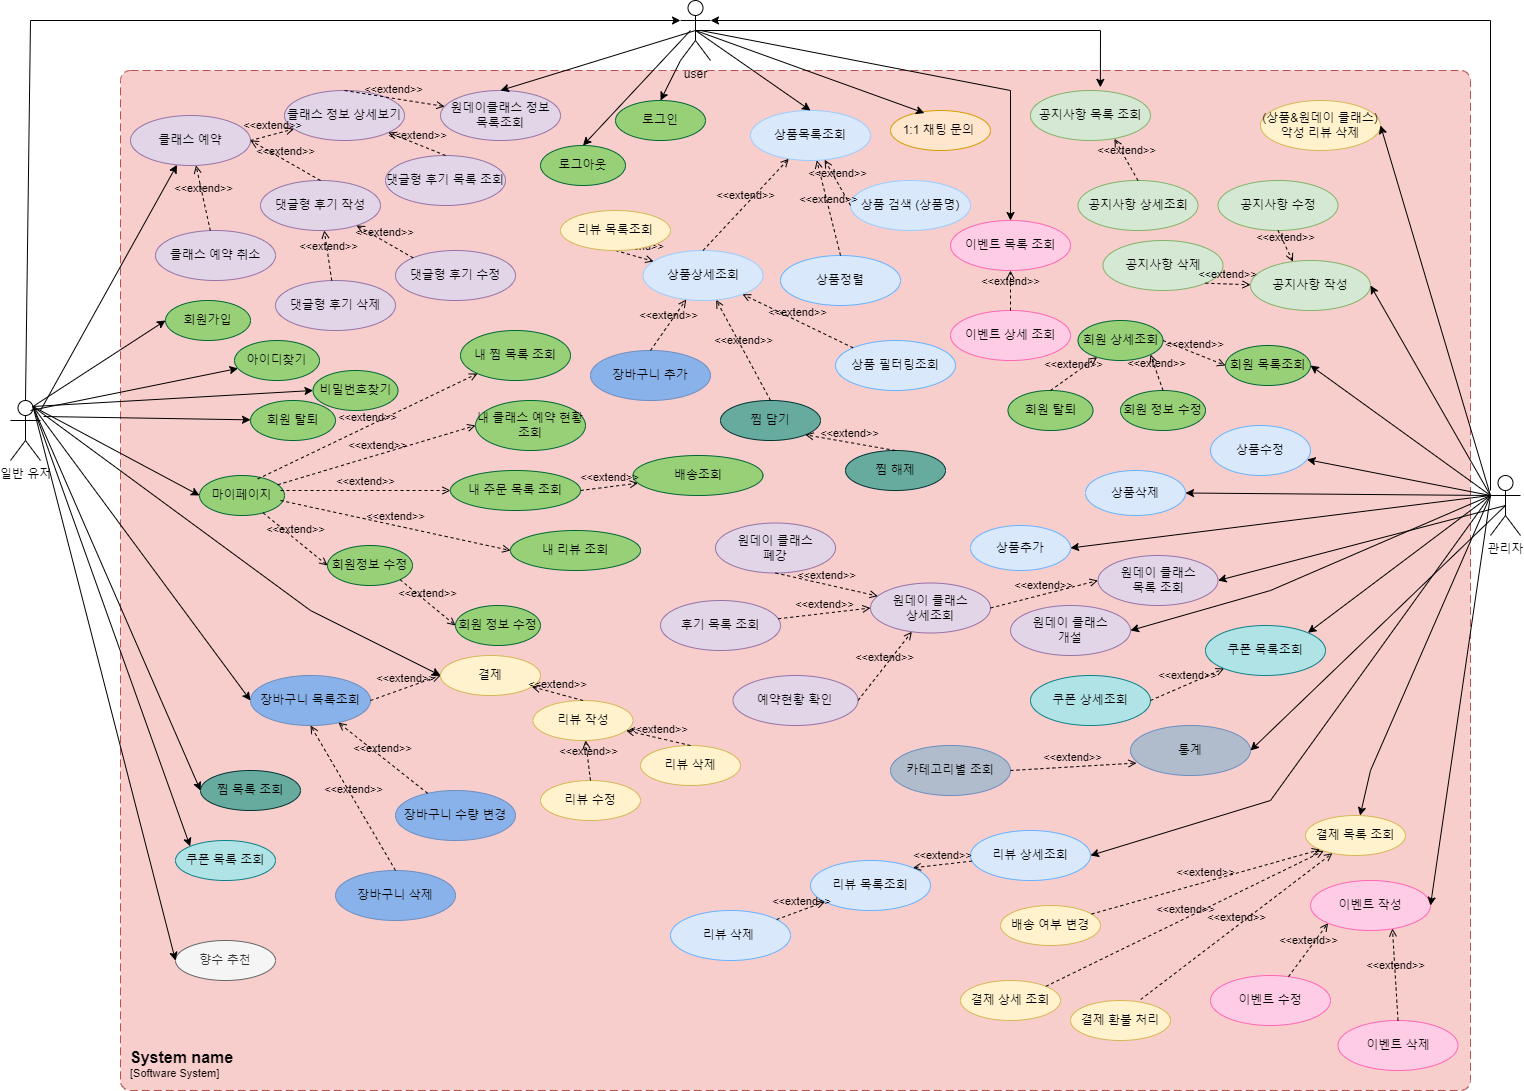 user
<<extend>>
클래스 정보 상세보기
원데이클래스 정보
목록조회
<<extend>>
클래스 예약
<<extend>>
댓글형 후기 목록 조회
<<extend>>
<<extend>>
댓글형 후기 작성
<<extend>>
클래스 예약 취소
<<extend>>
댓글형 후기 수정
<<extend>>
댓글형 후기 삭제
로그인
로그아웃
상품목록조회
1:1 채팅 문의
<<extend>>
상품 검색 (상품명)
<<extend>>
<<extend>>
리뷰 목록조회
상품상세조회
상품정렬
<<extend>>
<<extend>>
<<extend>>
장바구니 추가
상품 필터링조회
찜 담기
<<extend>>
찜 해제
이벤트 목록 조회
<<extend>>
이벤트 상세 조회
공지사항 목록 조회
<<extend>>
공지사항 상세조회
(상품&원데이 클래스)
악성 리뷰 삭제
공지사항 수정
<<extend>>
공지사항 삭제
<<extend>>
공지사항 작성
회원 상세조회
<<extend>>
회원 목록조회
<<extend>>
<<extend>>
회원 탈퇴
회원 정보 수정
상품수정
상품삭제
상품추가
관리자
일반 유저
회원가입
아이디찾기
비밀번호찾기
회원 탈퇴
마이페이지
내 찜 목록 조회
<<extend>>
내 클래스 예약 현황
조회
<<extend>>
<<extend>>
내 주문 목록 조회
<<extend>>
배송조회
<<extend>>
내 리뷰 조회
<<extend>>
회원정보 수정
<<extend>>
회원 정보 수정
원데이 클래스
폐강
<<extend>>
후기 목록 조회
<<extend>>
원데이 클래스
상세조회
<<extend>>
원데이 클래스
목록 조회
원데이 클래스
개설
<<extend>>
예약현황 확인
쿠폰 목록조회
<<extend>>
쿠폰 상세조회
통계
<<extend>>
카테고리별 조회
장바구니 목록조회
<<extend>>
결제
<<extend>>
리뷰 작성
<<extend>>
리뷰 삭제
<<extend>>
리뷰 수정
<<extend>>
장바구니 수량 변경
<<extend>>
장바구니 삭제
찜 목록 조회
쿠폰 목록 조회
향수 추천
리뷰 상세조회
<<extend>>
리뷰 목록조회
<<extend>>
리뷰 삭제
결제 목록 조회
<<extend>>
배송 여부 변경
<<extend>>
결제 상세 조회
<<extend>>
결제 환불 처리
이벤트 작성
<<extend>>
이벤트 수정
<<extend>>
이벤트 삭제
System name
[Software System]